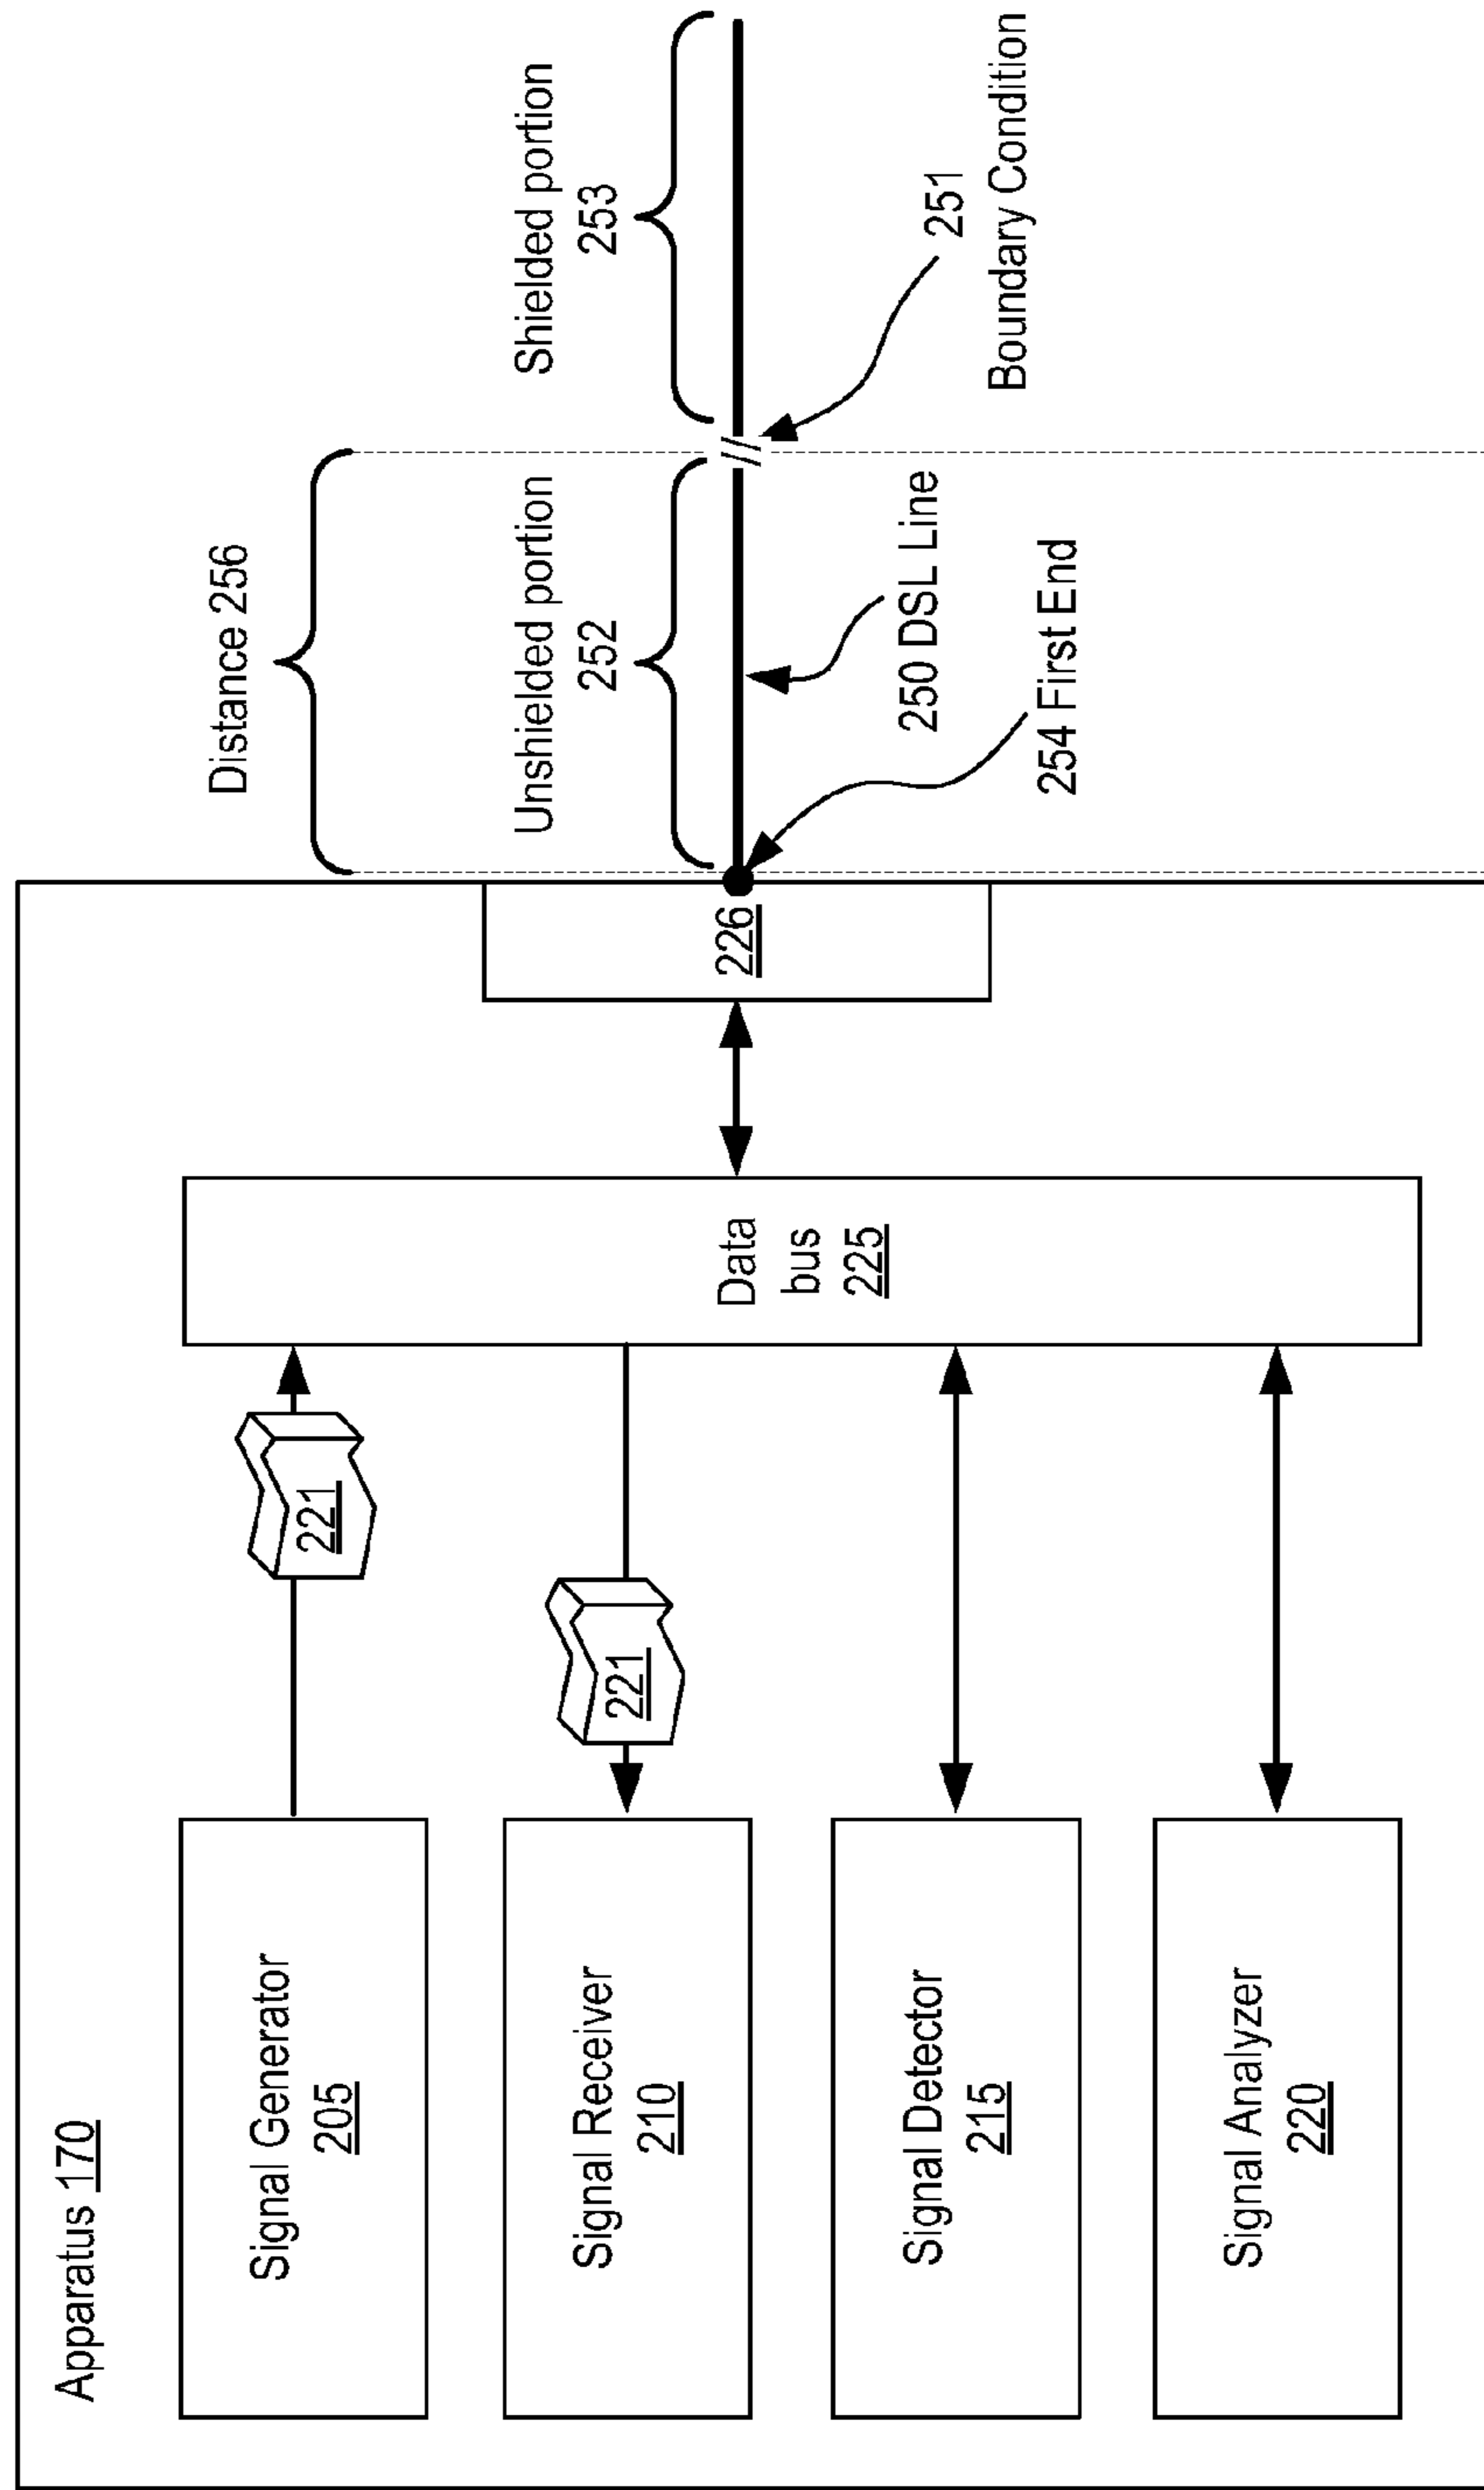 Apparatus 170
Signal Generator
205
221
Signal Receiver
210
221
Signal Detector
215
Signal Analyzer
220
Data
bus
225
226
Distance 256
Unshielded portion
252
Shielded portion
253
250 DSL Line
254 First End
251
Boundary Condition